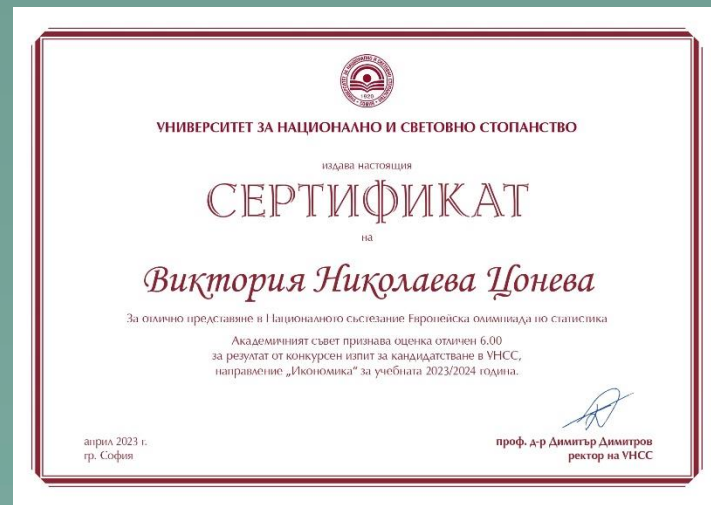 1920
УНИВЕРСИТЕТ ЗА НАЦИОНАЛНО И СВЕТОВНО СТОПАНСТВО
издава настоящия
СЕРТИФИКАТ
на
Виктория Николаева Цонева
За отлично представяне в Националното състезание Европейска олимпиада по статистика
Академичният съвет признава оценка отличен 6.00
за резултат от конкурсен изпит за кандидатстване в УНСС,
направление „Икономика“ за учебната 2023/2024 година.
април 2023 г.
гр. София
проф. д-р Димитър Димитров
ректор на УНСС